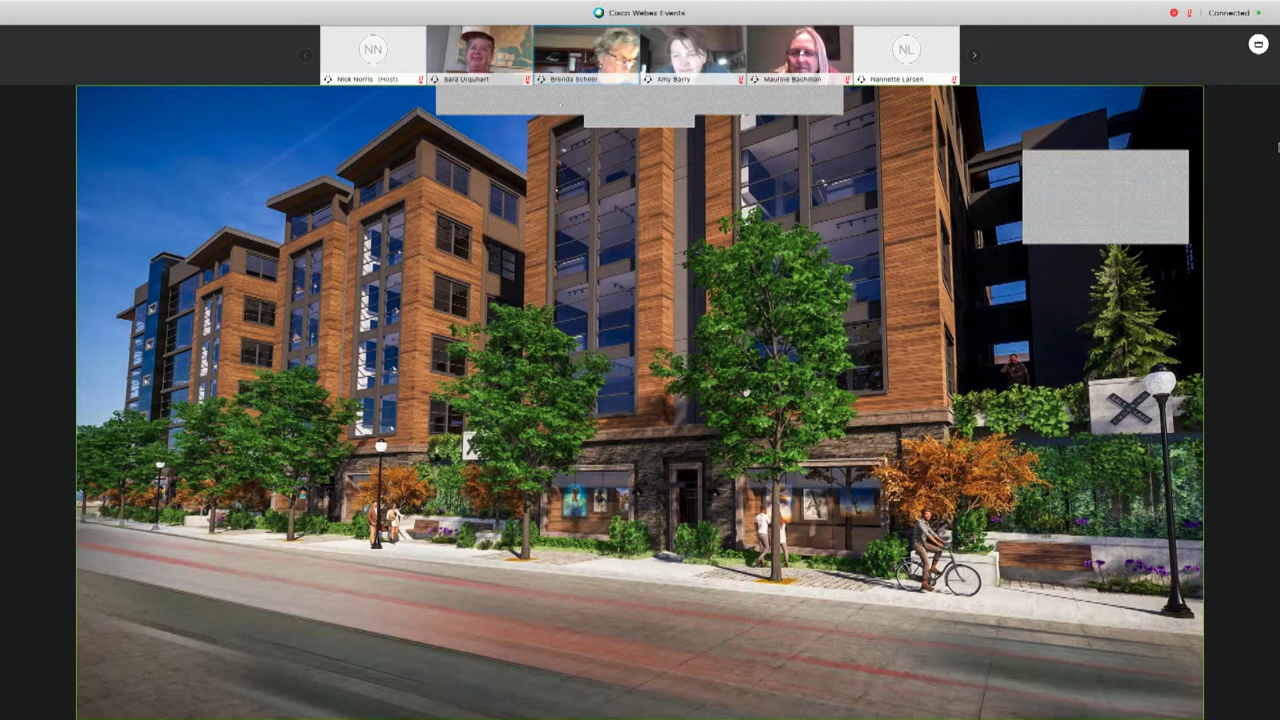 Cisco Webex Events
Connected
NN
NL
Nick Norris (Host)
Sara Urquhart
Brenda Scheer
Amy Barry
Maurine Bachman
Nannette Larsen